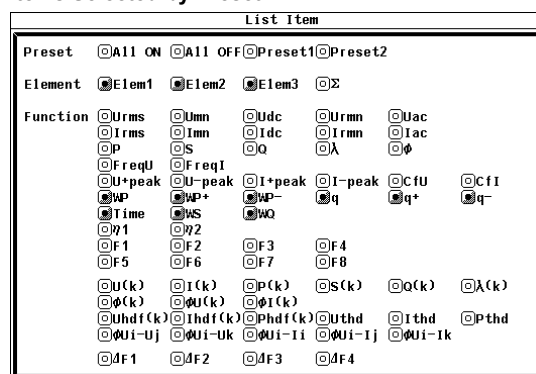 List Item
Preset All ON All OFF Preset1 Preset2
Element Elem1 Elem2 Elem3 Σ
Function Urms Umn Udc Urmn Uac
Irms Imn Idc Irmn Iac
P S Q λ φ
FreqU FreqI
U+peak U-peak I+peak I-peak CfU CfI
WP WP+ WP- q q+ q-
Time WS WQ
η1 η2
F1 F2 F3 F4
F5 F6 F7 F8
U(k) I(k) P(k) S(k) Q(k) λ(k)
φ(k) φU(k) φI(k)
Uhdf(k) Ihdf(k) Phdf(k) Uthd Ithd Pthd
φUi-Uj φUi-Uk φUi-Ii φUi-Ij φUi-Ik
ΔF1 ΔF2 ΔF3 ΔF4